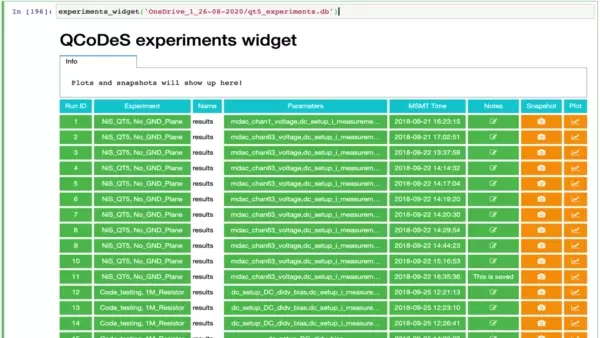 In [196]: experiments_widget('OneDrive_1_26-08-2020/qt5_experiments.db')
QCoDeS experiments widget
Info
Plots and snapshots will show up here!
Run ID Experiment Name Parameters MSMT Time Notes Snapshot Plot
1 NiS_QT5, No_GND_Plane results mdac_chan1_voltage,dc_setup_i_measureme... 2018-09-21 16:23:15
2 NiS_QT5, No_GND_Plane results mdac_chan63_voltage,dc_setup_i_measurem... 2018-09-21 17:02:51
3 NiS_QT5, No_GND_Plane results mdac_chan63_voltage,dc_setup_i_measurem... 2018-09-22 13:37:59
4 NiS_QT5, No_GND_Plane results mdac_chan63_voltage,dc_setup_i_measurem... 2018-09-22 14:14:32
5 NiS_QT5, No_GND_Plane results mdac_chan63_voltage,dc_setup_i_measurem... 2018-09-22 14:17:04
6 NiS_QT5, No_GND_Plane results mdac_chan63_voltage,dc_setup_i_measurem... 2018-09-22 14:19:20
7 NiS_QT5, No_GND_Plane results mdac_chan63_voltage,dc_setup_i_measurem... 2018-09-22 14:20:30
8 NiS_QT5, No_GND_Plane results mdac_chan63_voltage,dc_setup_i_measurem... 2018-09-22 14:29:54
9 NiS_QT5, No_GND_Plane results mdac_chan63_voltage,dc_setup_i_measurem... 2018-09-22 14:44:23
10 NiS_QT5, No_GND_Plane results mdac_chan63_voltage,dc_setup_i_measurem... 2018-09-22 15:16:53
11 NiS_QT5, No_GND_Plane results mdac_chan63_voltage,dc_setup_i_measurem... 2018-09-22 16:35:36 This is saved
12 Code_testing, 1M_Resistor results dc_setup_DC_didv_bias,dc_setup_i_measur... 2018-09-25 12:21:13
13 Code_testing, 1M_Resistor results dc_setup_DC_didv_bias,dc_setup_i_measur... 2018-09-25 12:23:10
14 Code_testing, 1M_Resistor results dc_setup_DC_didv_bias,dc_setup_i_measur... 2018-09-25 12:26:41